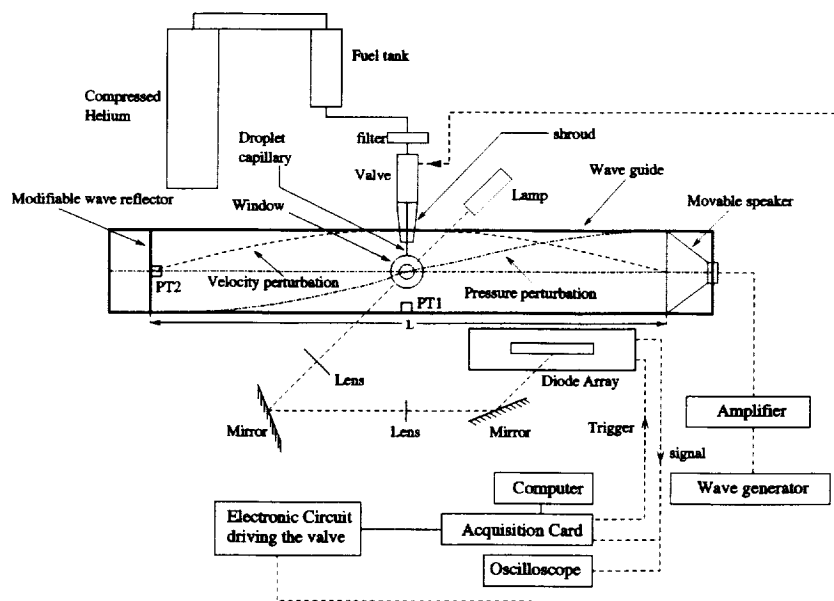 Fuel tank
Compressed
Helium
filter
shroud
Droplet
capillary
Valve
Lamp
Wave guide
Modifiable wave reflector
Window
Movable speaker
PT2
Velocity perturbation
Pressure perturbation
PT1
L
Lens
Diode Array
Mirror
Lens
Mirror
Trigger
signal
Amplifier
Wave generator
Computer
Electronic Circuit
driving the valve
Acquisition Card
Oscilloscope